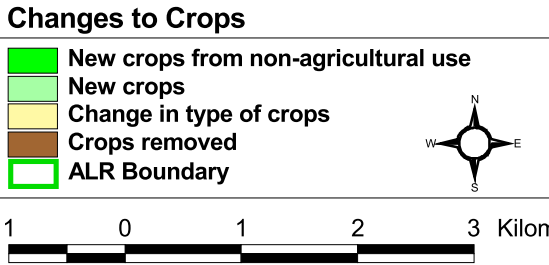 Changes to Crops
New crops from non-agricultural use
New crops
Change in type of crops
Crops removed
ALR Boundary
N
W E
S
1 0 1 2 3 Kilom